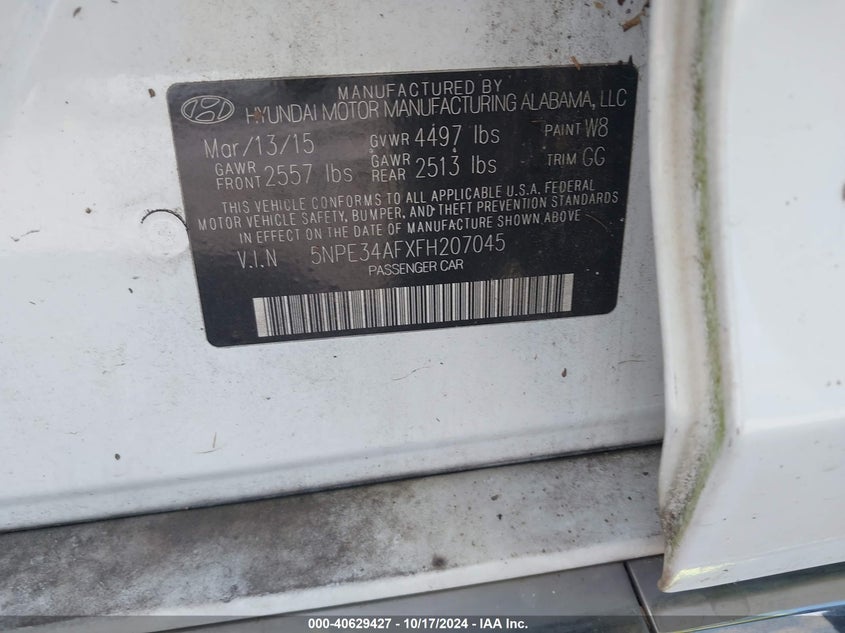 MANUFACTURED BY
HYUNDAI MOTOR MANUFACTURING ALABAMA, LLC
Mar/13/15 GVWR 4497 lbs PAINT W8
GAWR FRONT 2557 lbs GAWR REAR 2513 lbs TRIM GG
THIS VEHICLE CONFORMS TO ALL APPLICABLE U.S.A. FEDERAL
MOTOR VEHICLE SAFETY, BUMPER, AND THEFT PREVENTION STANDARDS
IN EFFECT ON THE DATE OF MANUFACTURE SHOWN ABOVE
V.I.N 5NPE34AFXFH207045
PASSENGER CAR
000-40629427 - 10/17/2024 - IAA Inc.